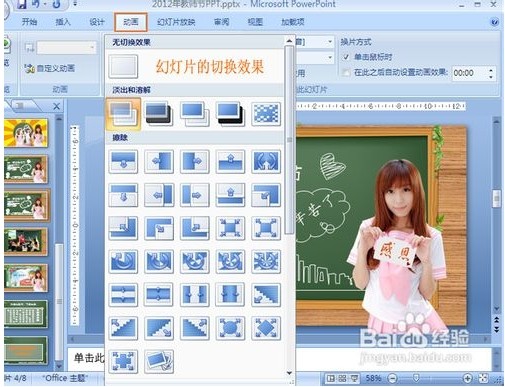 2012年教师节PPT.pptx - Microsoft PowerPoint
开始 插入 设计 动画 幻灯片放映 审阅 视图 加载项
无切换效果
幻灯片的切换效果
淡出和溶解
擦除
自定义动画
动画
换片方式
单击鼠标时
在此之后自动设置动画效果: 00:00
此幻灯片
节
辛苦了
感恩
单击此
片 4/8 "Office 主题" 58%
Baidu 经验
jingyan.baidu.com